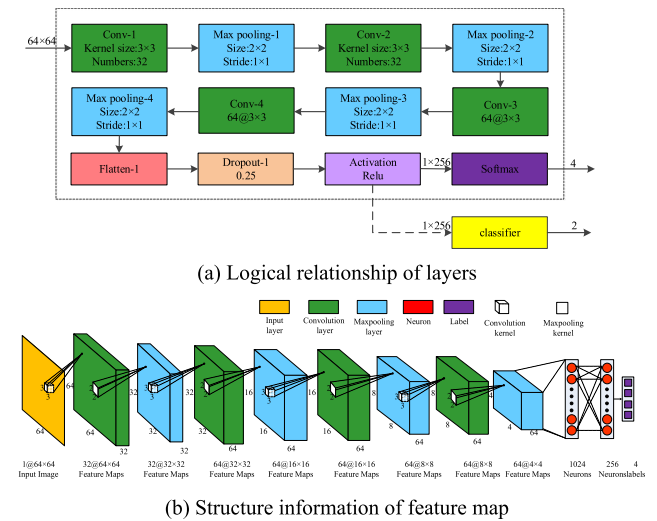 64×64
Conv-1
Kernel size:3×3
Numbers:32
Max pooling-1
Size:2×2
Stride:1×1
Conv-2
Kernel size:3×3
Numbers:32
Max pooling-2
Size:2×2
Stride:1×1
Max pooling-4
Size:2×2
Stride:1×1
Conv-4
64@3×3
Max pooling-3
Size:2×2
Stride:1×1
Conv-3
64@3×3
Flatten-1
Dropout-1
0.25
Activation
Relu
1×256
Softmax
4
1×256
classifier
2
(a) Logical relationship of layers
Input
layer
Convolution
layer
Maxpooling
layer
Neuron
Label
Convolution
kernel
Maxpooling
kernel
3
3
64
64
2
2
32
64
32
3
3
32
32
32
2
2
32
64
3
3
16
16
64
2
2
16
16
64
3
3
8
8
64
2
2
8
8
64
4
4
64
1@64×64
Input Image
32@64×64
Feature Maps
32@32×32
Feature Maps
64@32×32
Feature Maps
64@16×16
Feature Maps
64@16×16
Feature Maps
64@8×8
Feature Maps
64@8×8
Feature Maps
64@4×4
Feature Maps
1024
Neurons
256
Neurons
4
labels
(b) Structure information of feature map